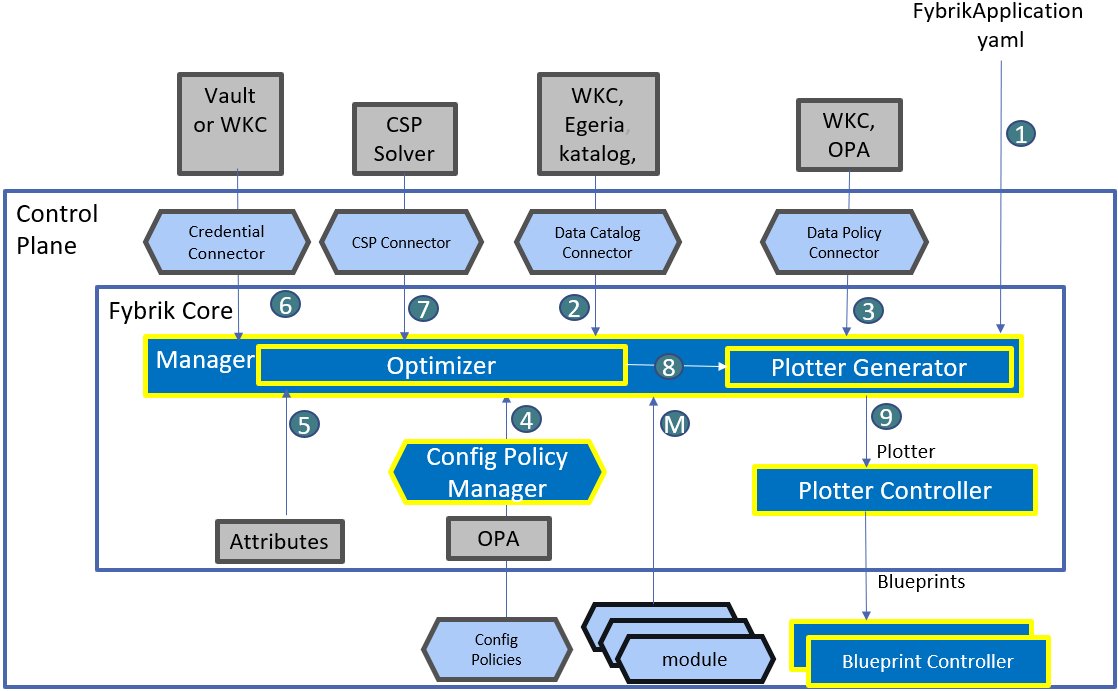 FybrikApplication
yaml
1
Vault
or WKC
CSP
Solver
WKC,
Egeria,
katalog,
WKC,
OPA
Control
Plane
Credential
Connector
CSP Connector
Data Catalog
Connector
Data Policy
Connector
Fybrik Core
6
7
2
3
Manager
Optimizer
8
Plotter Generator
5
4
M
9
Plotter
Config Policy
Manager
Plotter Controller
Attributes
OPA
Blueprints
Config
Policies
module
Blueprint Controller